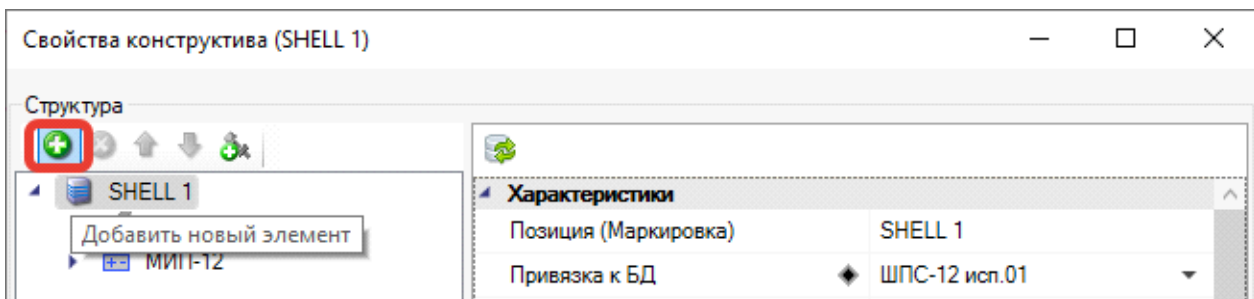 Свойства конструктива (SHELL 1)
Структура
SHELL 1
Добавить новый элемент
МИП-12
Характеристики
Позиция (Маркировка) SHELL 1
Привязка к БД ШПС-12 исп.01